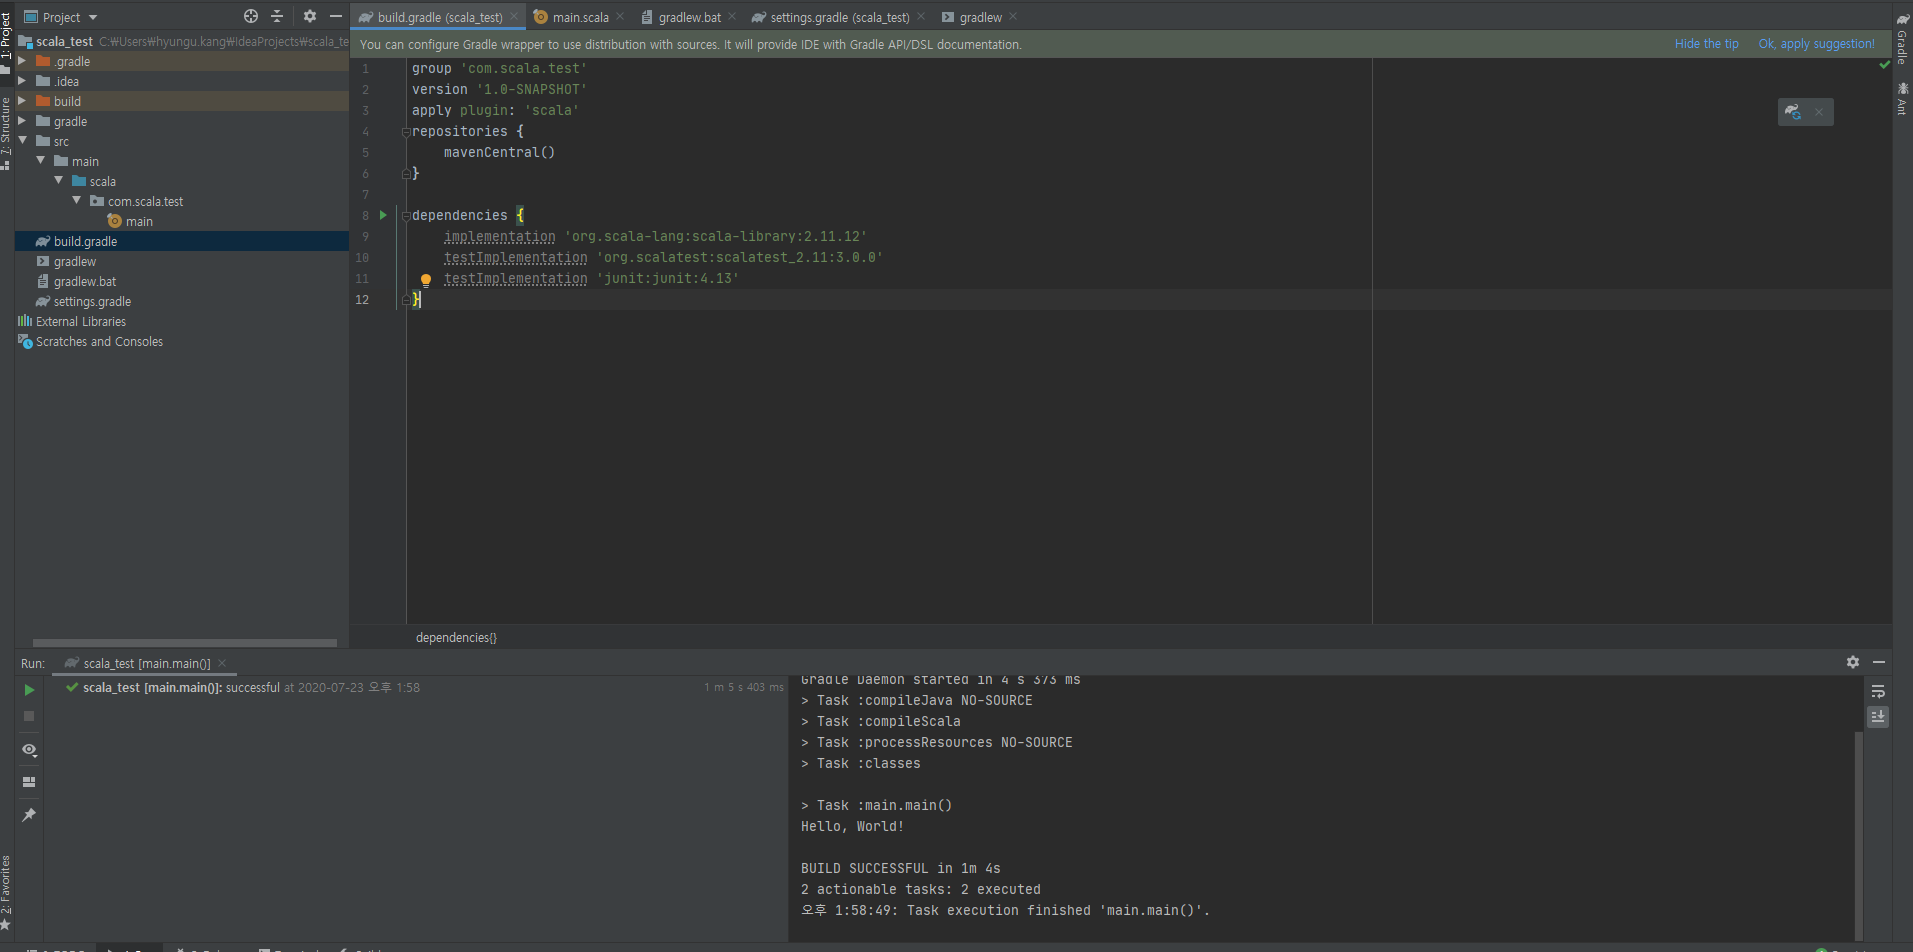 Project
scala_test C:₩Users₩hyungu.kang₩IdeaProjects₩scala_te
.gradle
.idea
build
gradle
src
main
scala
com.scala.test
main
build.gradle
gradlew
gradlew.bat
settings.gradle
External Libraries
Scratches and Consoles
1: Project
7: Structure
2: Favorites
build.gradle (scala_test)
main.scala
gradlew.bat
settings.gradle (scala_test)
gradlew
You can configure Gradle wrapper to use distribution with sources. It will provide IDE with Gradle API/DSL documentation.
Hide the tip
Ok, apply suggestion!
1 group 'com.scala.test'
2 version '1.0-SNAPSHOT'
3 apply plugin: 'scala'
4 repositories {
5 mavenCentral()
6 }
7
8 dependencies {
9 implementation 'org.scala-lang:scala-library:2.11.12'
10 testImplementation 'org.scalatest:scalatest_2.11:3.0.0'
11 testImplementation 'junit:junit:4.13'
12 }
dependencies{}
Gradle
Ant
Run:
scala_test [main.main()]
scala_test [main.main()]: successful at 2020-07-23 오후 1:58
1 m 5 s 403 ms
Gradle Daemon started in 4 s 373 ms
> Task :compileJava NO-SOURCE
> Task :compileScala
> Task :processResources NO-SOURCE
> Task :classes
> Task :main.main()
Hello, World!
BUILD SUCCESSFUL in 1m 4s
2 actionable tasks: 2 executed
오후 1:58:49: Task execution finished 'main.main()'.